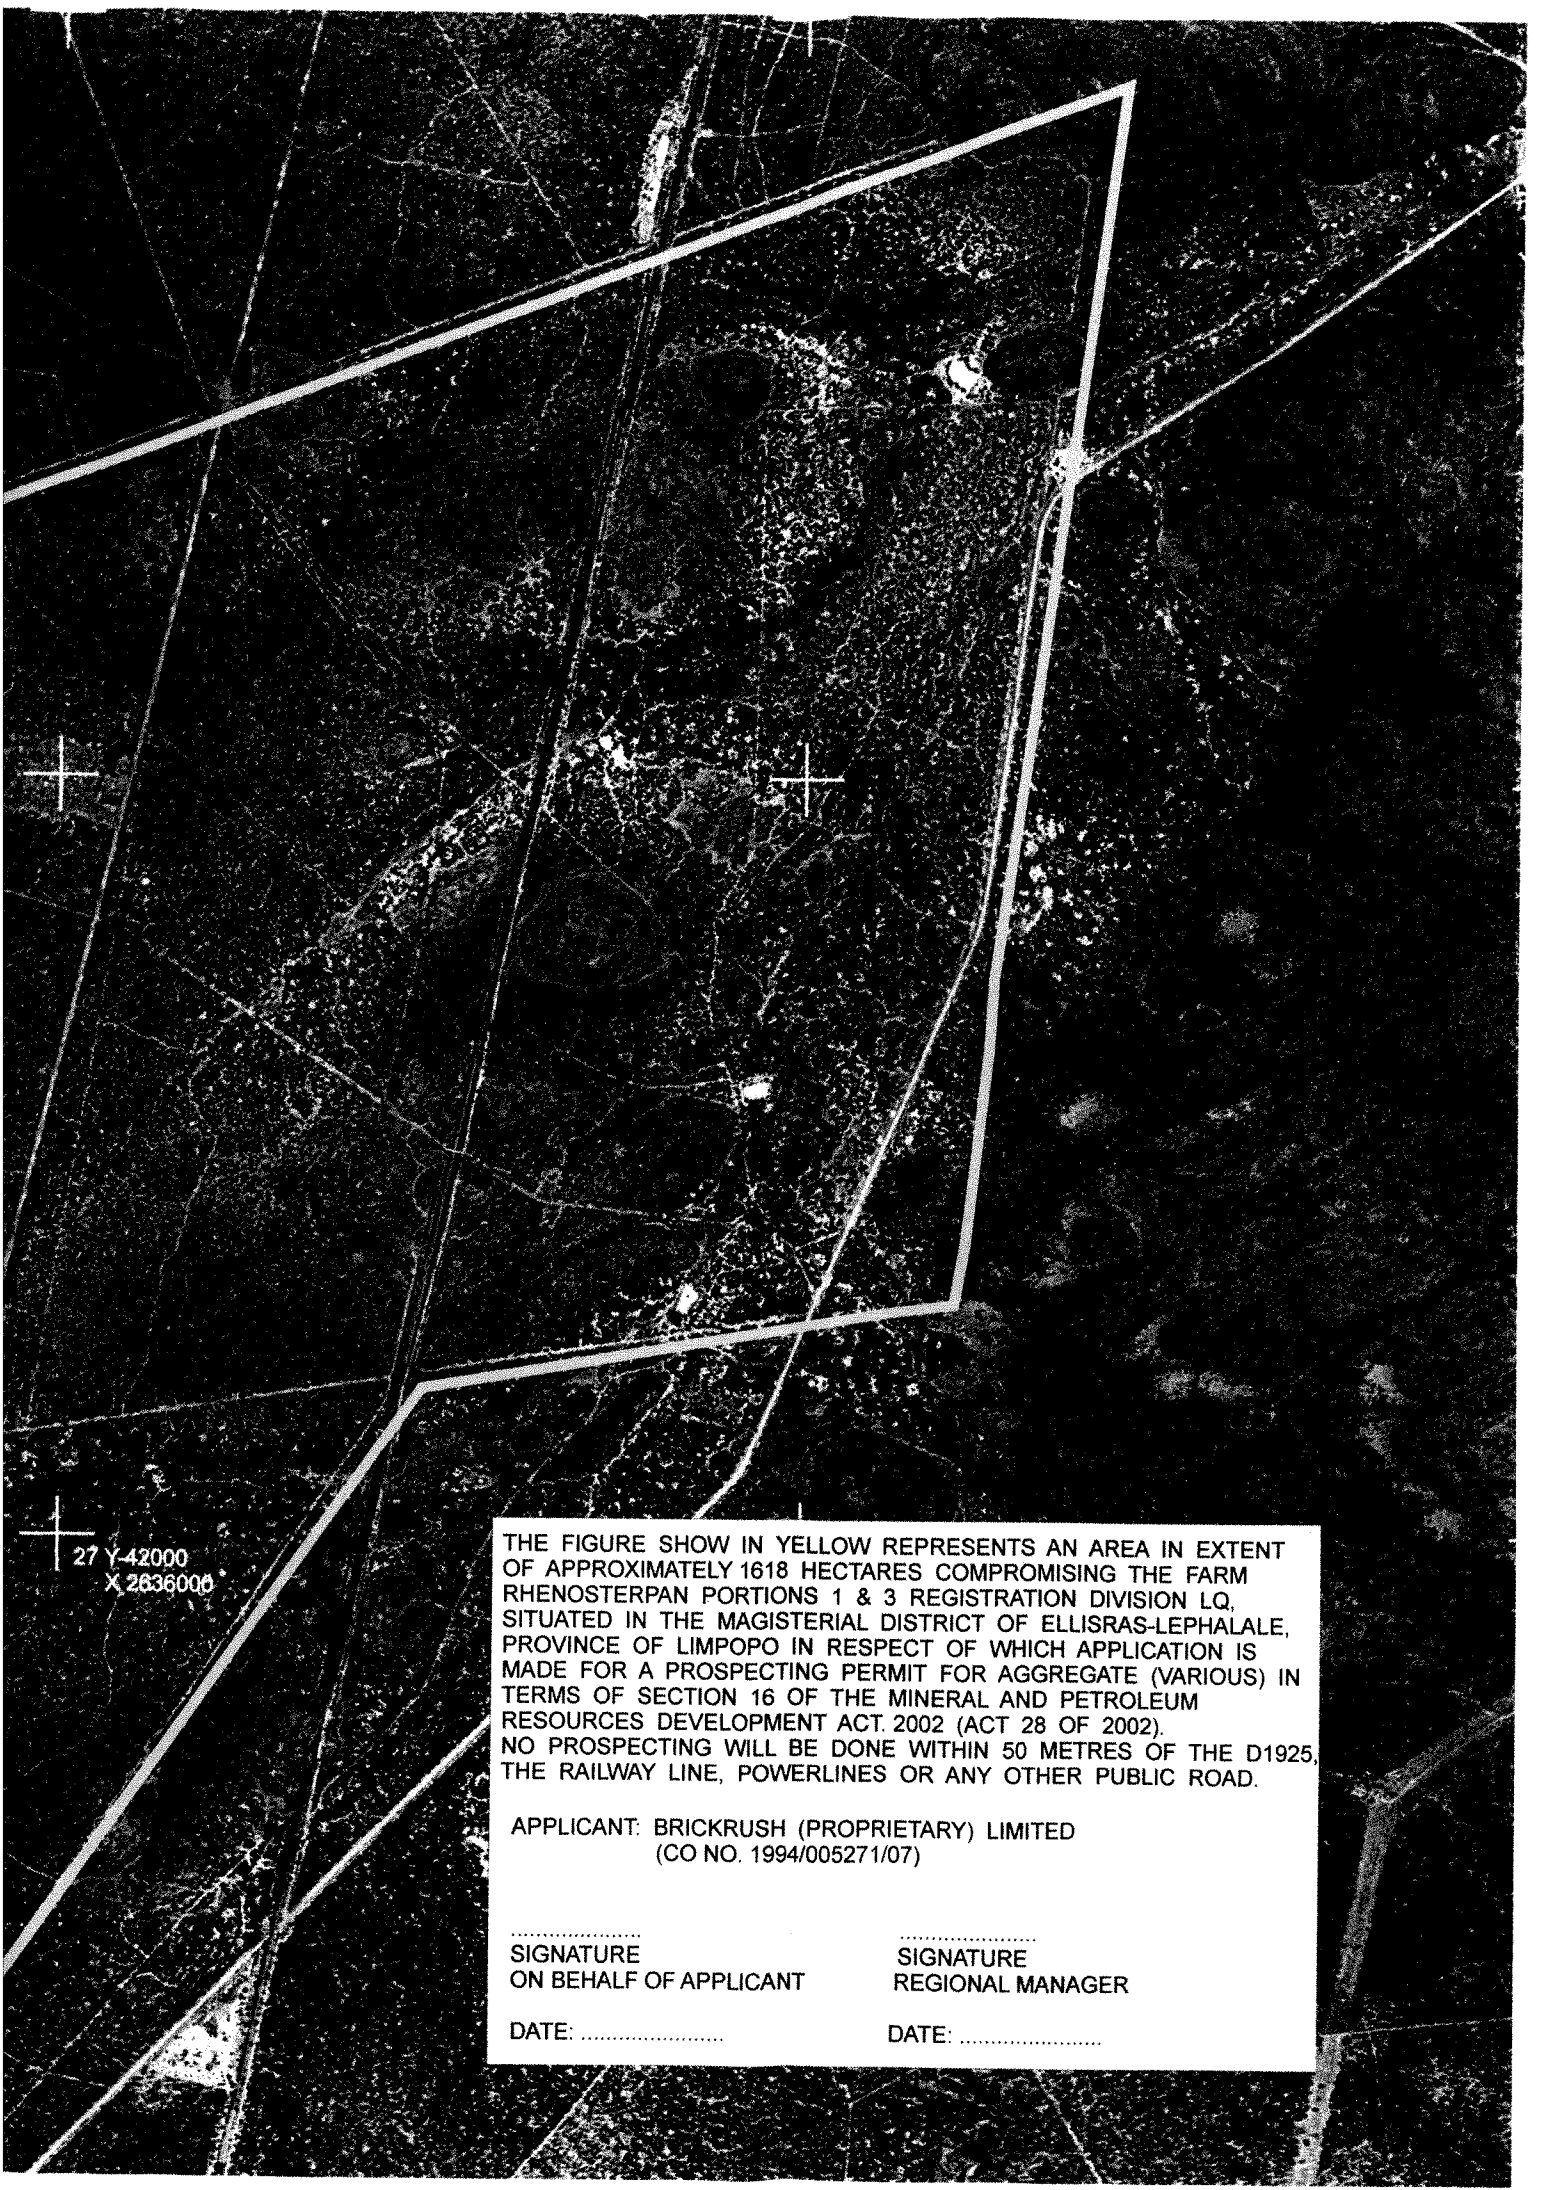 27 Y-42000
X 2636000
THE FIGURE SHOW IN YELLOW REPRESENTS AN AREA IN EXTENT
OF APPROXIMATELY 1618 HECTARES COMPROMISING THE FARM
RHENOSTERPAN PORTIONS 1 & 3 REGISTRATION DIVISION LQ,
SITUATED IN THE MAGISTERIAL DISTRICT OF ELLISRAS-LEPHALALE,
PROVINCE OF LIMPOPO IN RESPECT OF WHICH APPLICATION IS
MADE FOR A PROSPECTING PERMIT FOR AGGREGATE (VARIOUS) IN
TERMS OF SECTION 16 OF THE MINERAL AND PETROLEUM
RESOURCES DEVELOPMENT ACT. 2002 (ACT 28 OF 2002).
NO PROSPECTING WILL BE DONE WITHIN 50 METRES OF THE D1925,
THE RAILWAY LINE, POWERLINES OR ANY OTHER PUBLIC ROAD.
APPLICANT: BRICKRUSH (PROPRIETARY) LIMITED
(CO NO. 1994/005271/07)
..................... ......................
SIGNATURE SIGNATURE
ON BEHALF OF APPLICANT REGIONAL MANAGER
DATE: ....................... DATE: .......................